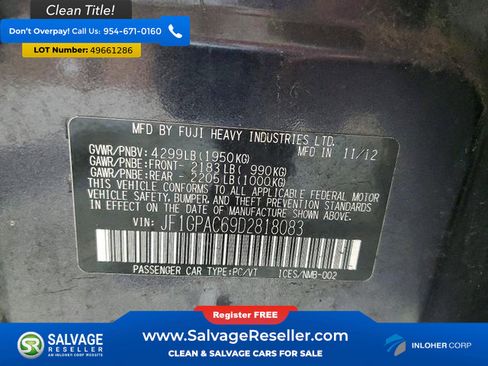 Clean Title!
Don't Overpay! Call Us: 954-671-0160
Lot Number: 49661286
MFD BY FUJI HEAVY INDUSTRIES LTD.
GVWR/PNBV: 4299LB(1950KG) 11/12
GAWR/PNBE:FRONT- 2183LB( 990KG)
GAWR/PNBE:REAR - 2205LB(1000KG)
THIS VEHICLE CONFORMS TO ALL APPLICABLE FEDERAL MOTOR
VEHICLE SAFETY, BUMPER, AND THEFT PREVENTION STANDARDS
IN EFFECT ON THE DATE OF MANUFACTURE SHOWN ABOVE.
VIN: JF1GPAC69D2818083
PASSENGER CAR TYPE:PC/VT ICES/NMB-002
Register FREE!
SALVAGE
RESELLER
AN INLOHER CORP WEBSITE
www.SalvageReseller.com
CLEAN & SALVAGE CARS FOR SALE
INLOHER CORP